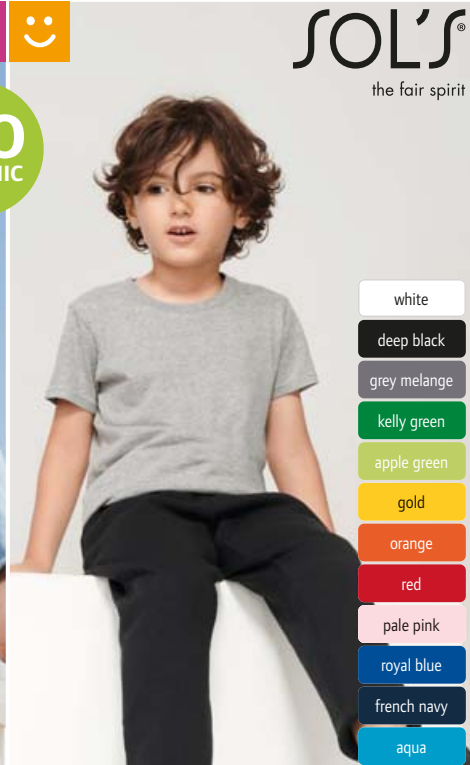 SOL'S®
the fair spirit
white
deep black
grey melange
kelly green
apple green
gold
orange
red
pale pink
royal blue
french navy
aqua